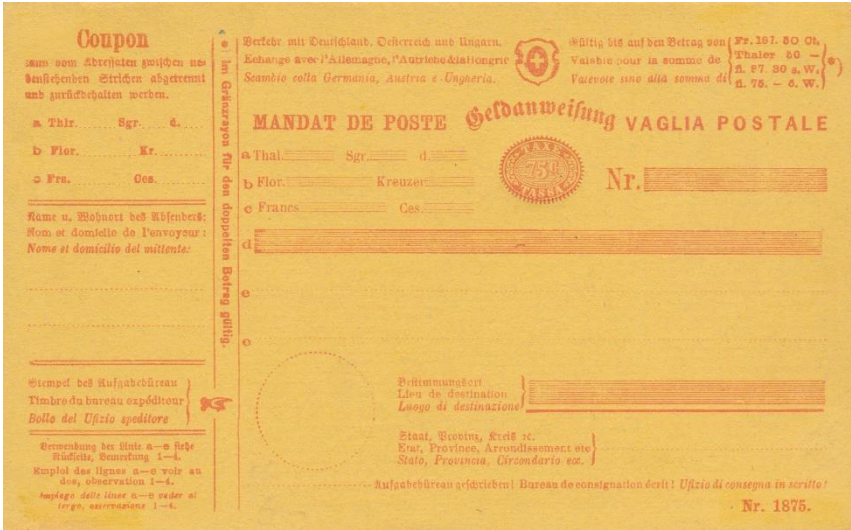 Coupon
kann vom Adressaten zwischen ne-
benstehenden Strichen abgetrennt
und zurückbehalten werden.
a Thlr. Sgr. d.
b Flor. Kr.
c Frs. Ces.
Name u. Wohnort des Absenders:
Nom et domicile de l'envoyeur:
Nome et domicilio del mittente:
Stempel des Aufgabebüreau
Timbre du bureau expéditeur
Bollo del Ufizio speditore
Verwendung der Linie a—e siehe
Rückseite, Bemerkung 1—4.
Emploi des lignes a—e voir au
dos, observation 1—4.
Impiego delle linee a—e veder al
tergo, osservazione 1—4.
*) im Gränzrayon für den doppelten Betrag gültig.
Verkehr mit Deutschland, Oesterreich und Ungarn.
Echange avec l'Allemagne, l'Autriche & la Hongrie
Scambio colla Germania, Austria e Ungheria.
Gültig bis auf den Betrag von
Valable pour la somme de
Valevole sino alla somma di
Fr. 187. 50 Ct.
Thaler 50 —
fl. 87. 30 s. W.
fl. 75. — ö. W.
*)
MANDAT DE POSTE Geldanweisung VAGLIA POSTALE
TAXE
75
TASSA
a Thal. Sgr. d.
b Flor. Kreuzer
c Francs Ces.
Nr.
d
e
e
Bestimmungsort
Lieu de destination
Luogo di destinazione
Staat, Provinz, Kreis &c.
Etat, Province, Arrondissement etc
Stato, Provincia, Circondario ecc.
Aufgabebüreau geschrieben! Bureau de consignation écrit! Ufizio di consegna in scritto!
Nr. 1875.